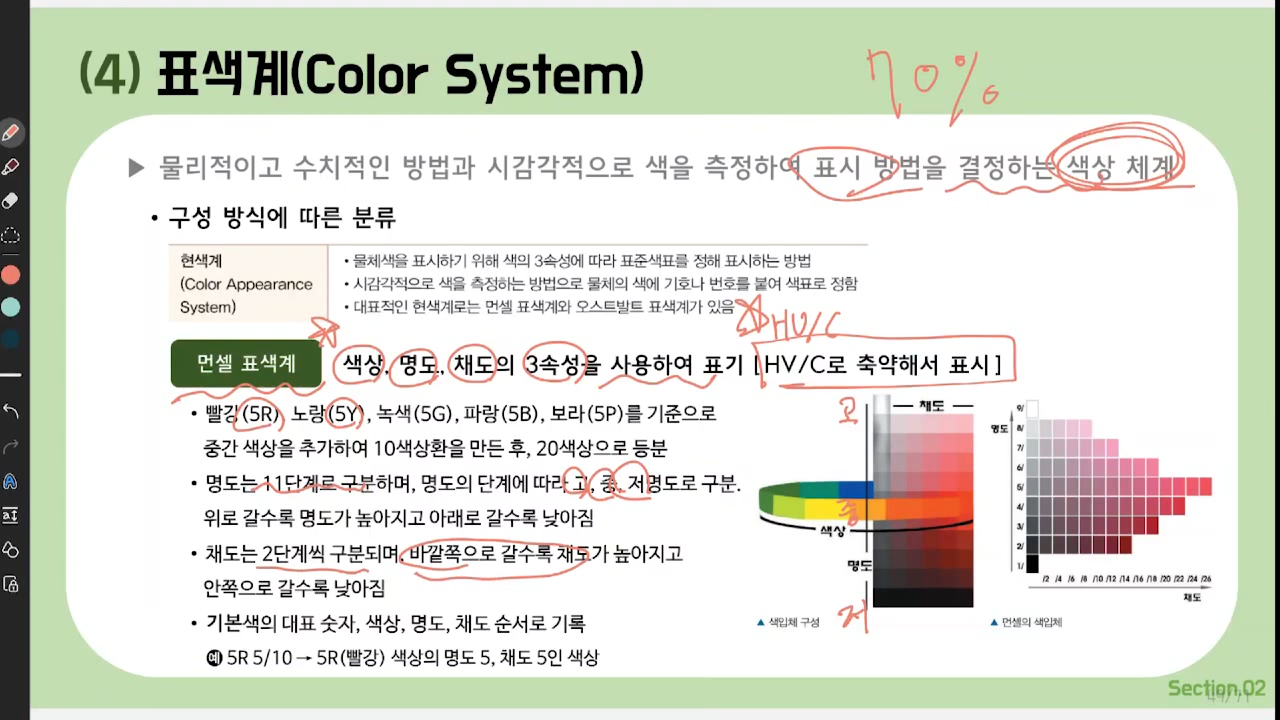 (4) 표색계(Color System)
70%
▶ 물리적이고 수치적인 방법과 시감각적으로 색을 측정하여 표시 방법을 결정하는 색상 체계
• 구성 방식에 따른 분류
현색계
(Color Appearance
System)
• 물체색을 표시하기 위해 색의 3속성에 따라 표준색표를 정해 표시하는 방법
• 시감각적으로 색을 측정하는 방법으로 물체의 색에 기호나 번호를 붙여 색표로 정함
• 대표적인 현색계로는 먼셀 표색계와 오스트발트 표색계가 있음
HV/C
먼셀 표색계
색상, 명도, 채도의 3속성을 사용하여 표기 [HV/C로 축약해서 표시]
• 빨강(5R), 노랑(5Y), 녹색(5G), 파랑(5B), 보라(5P)를 기준으로
중간 색상을 추가하여 10색상환을 만든 후, 20색상으로 등분
• 명도는 11단계로 구분하며, 명도의 단계에 따라 고, 중, 저명도로 구분.
위로 갈수록 명도가 높아지고 아래로 갈수록 낮아짐
• 채도는 2단계씩 구분되며, 바깥쪽으로 갈수록 채도가 높아지고
안쪽으로 갈수록 낮아짐
• 기본색의 대표 숫자, 색상, 명도, 채도 순서로 기록
예 5R 5/10 → 5R(빨강) 색상의 명도 5, 채도 5인 색상
고
채도
중
색상
명도
저
▲ 색입체 구성
명도
9/
8/
7/
6/
5/
4/
3/
2/
1/
/2 /4 /6 /8 /10 /12 /14 /16 /18 /20 /22 /24 /26
채도
▲ 먼셀의 색입체
Section 02